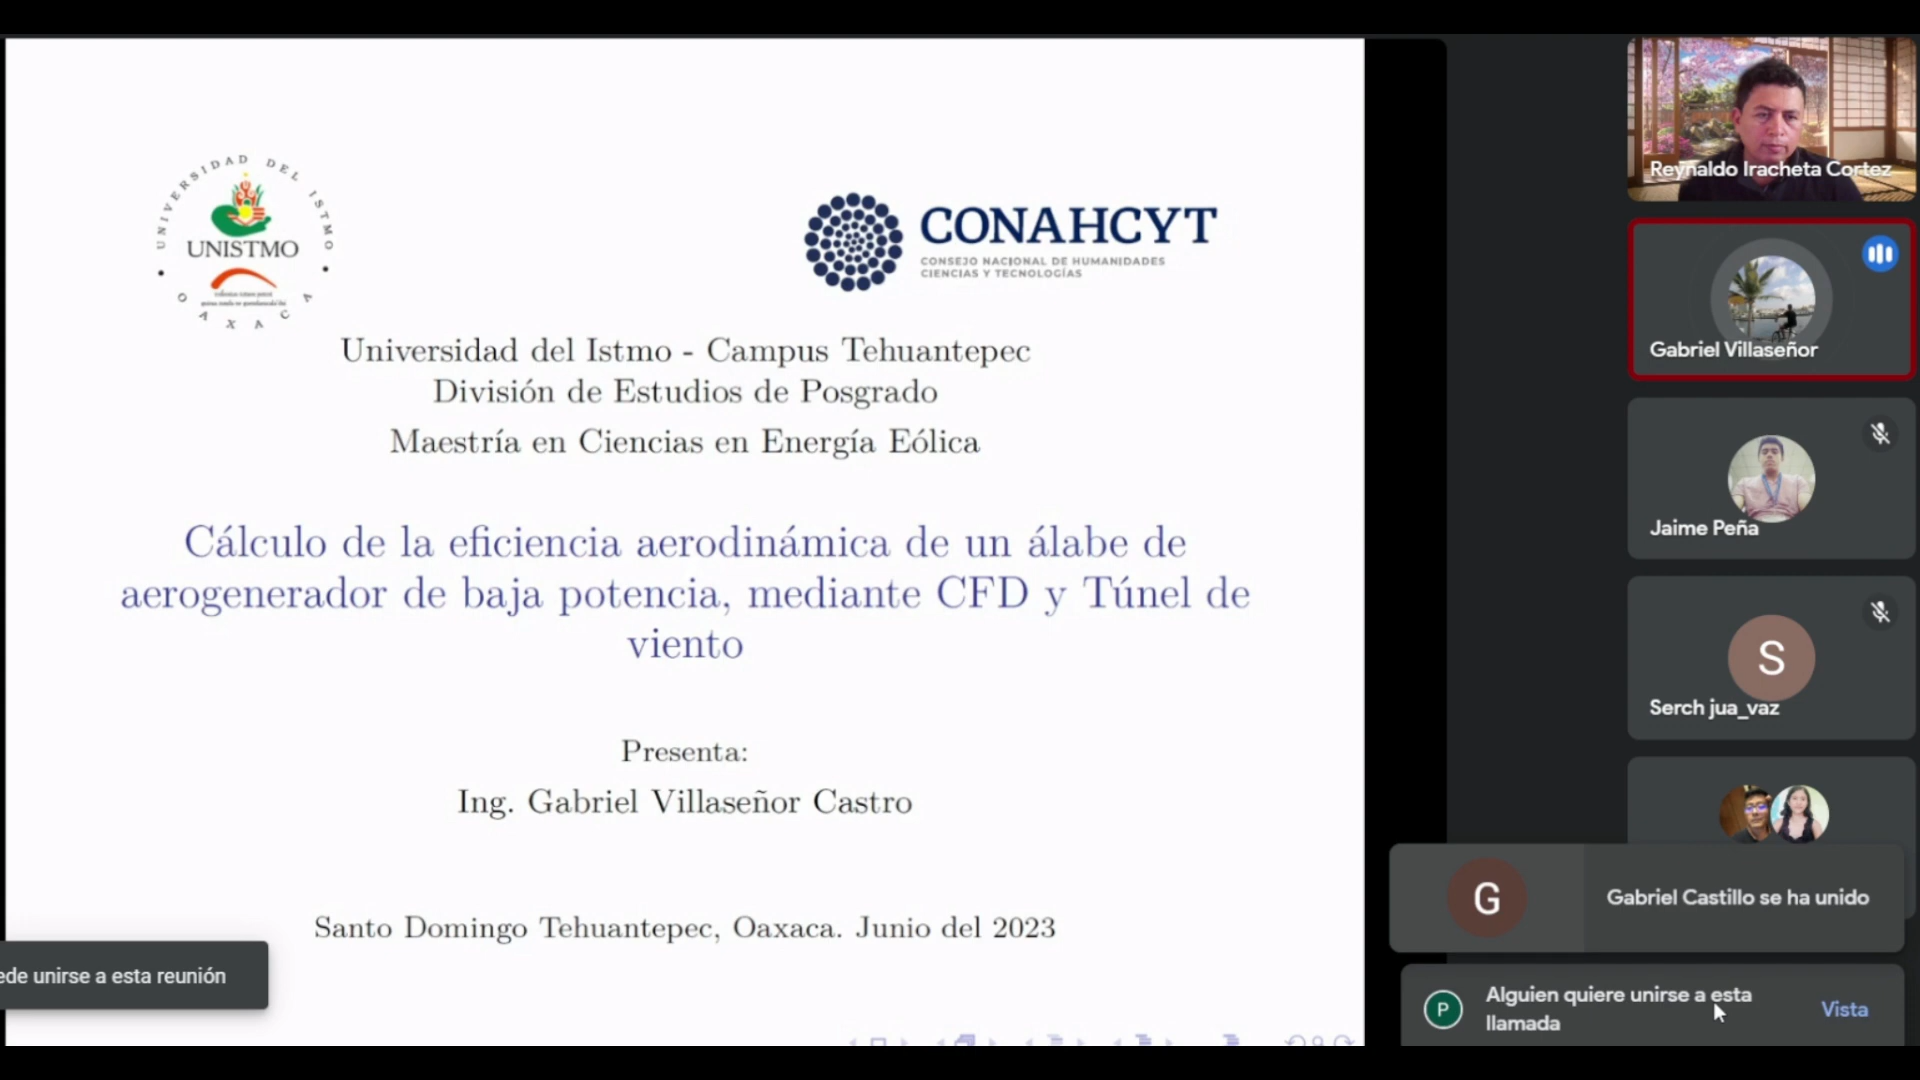 UNIVERSIDAD DEL ISTMO
UNISTMO
OAXACA
CONAHCYT
CONSEJO NACIONAL DE HUMANIDADES
CIENCIAS Y TECNOLOGÍAS
Universidad del Istmo - Campus Tehuantepec
División de Estudios de Posgrado
Maestría en Ciencias en Energía Eólica
Cálculo de la eficiencia aerodinámica de un álabe de
aerogenerador de baja potencia, mediante CFD y Túnel de
viento
Presenta:
Ing. Gabriel Villaseñor Castro
Santo Domingo Tehuantepec, Oaxaca. Junio del 2023
ede unirse a esta reunión
Reynaldo Iracheta Cortez
Gabriel Villaseñor
Jaime Peña
S
Serch jua_vaz
G
Gabriel Castillo se ha unido
P
Alguien quiere unirse a esta
llamada
Vista